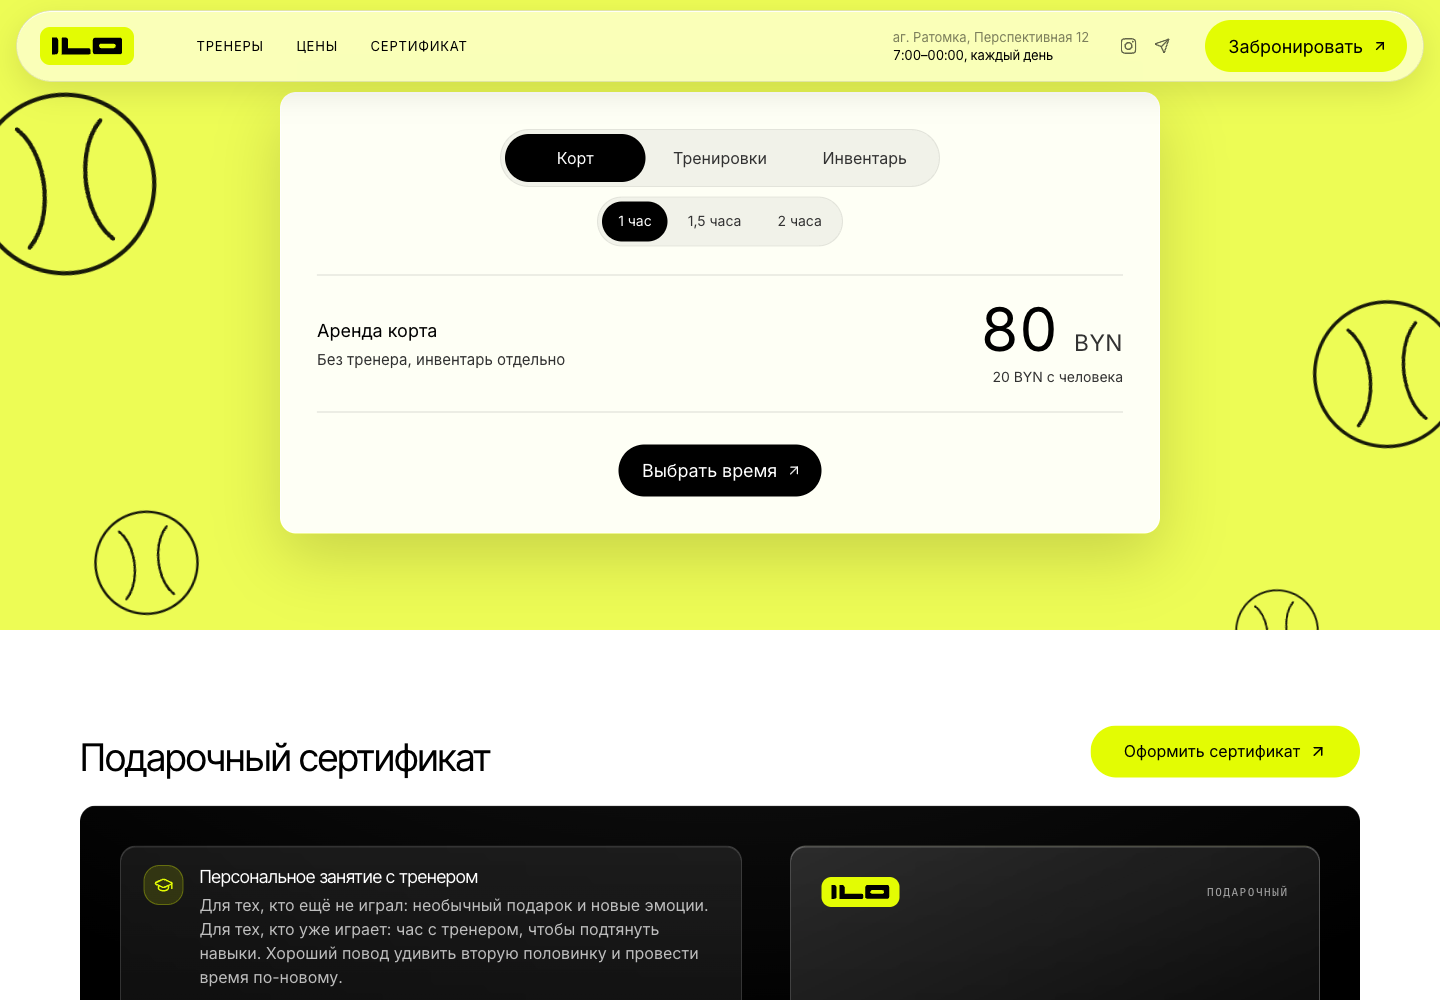 ILO
ТРЕНЕРЫ
ЦЕНЫ
СЕРТИФИКАТ
аг. Ратомка, Перспективная 12
7:00–00:00, каждый день
Забронировать
Корт
Тренировки
Инвентарь
1 час
1,5 часа
2 часа
Аренда корта
Без тренера, инвентарь отдельно
80 BYN
20 BYN с человека
Выбрать время
Подарочный сертификат
Оформить сертификат
Персональное занятие с тренером
Для тех, кто ещё не играл: необычный подарок и новые эмоции.
Для тех, кто уже играет: час с тренером, чтобы подтянуть
навыки. Хороший повод удивить вторую половинку и провести
время по-новому.
ILO
ПОДАРОЧНЫЙ